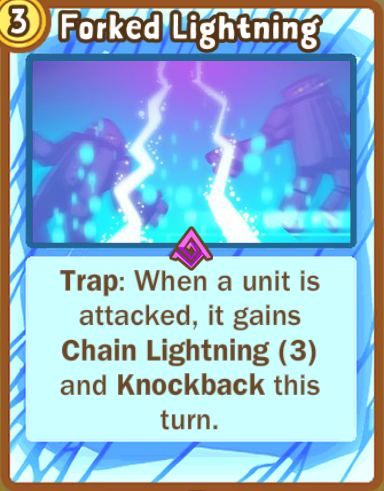 3
Forked Lightning
Trap: When a unit is
attacked, it gains
Chain Lightning (3)
and Knockback this
turn.